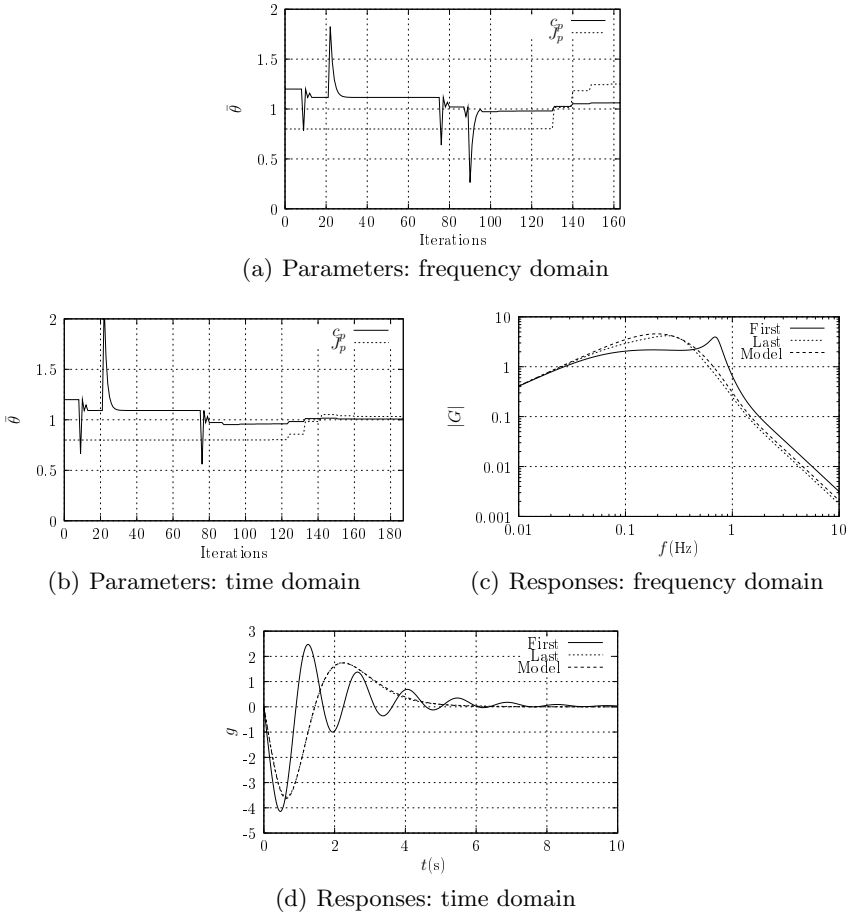 2
1.5
1
0.5
0
θ̄
c_p
J_p
0 20 40 60 80 100 120 140 160
Iterations
(a) Parameters: frequency domain
2
1.5
1
0.5
0
θ̄
c_p
J_p
0 20 40 60 80 100 120 140 160 180
Iterations
(b) Parameters: time domain
10
1
0.1
0.01
0.001
|G|
First
Last
Model
0.01 0.1 1 10
f(Hz)
(c) Responses: frequency domain
3
2
1
0
-1
-2
-3
-4
-5
g
First
Last
Model
0 2 4 6 8 10
t(s)
(d) Responses: time domain